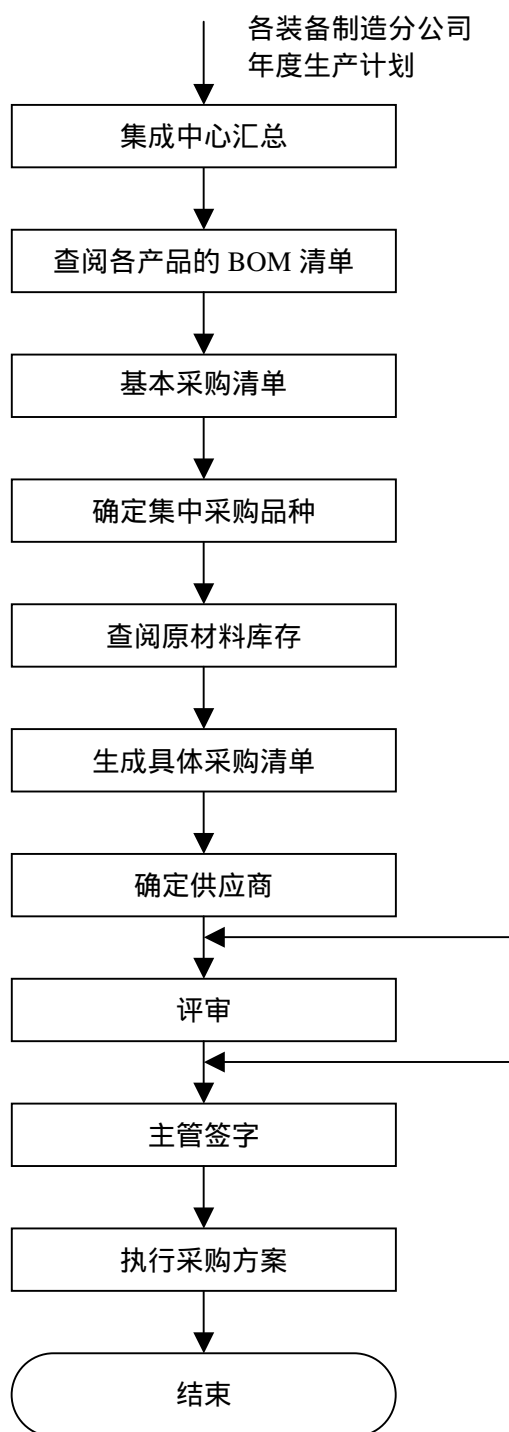 各装备制造分公司
年度生产计划
集成中心汇总
查阅各产品的 BOM 清单
基本采购清单
确定集中采购品种
查阅原材料库存
生成具体采购清单
确定供应商
评审
主管签字
执行采购方案
结束